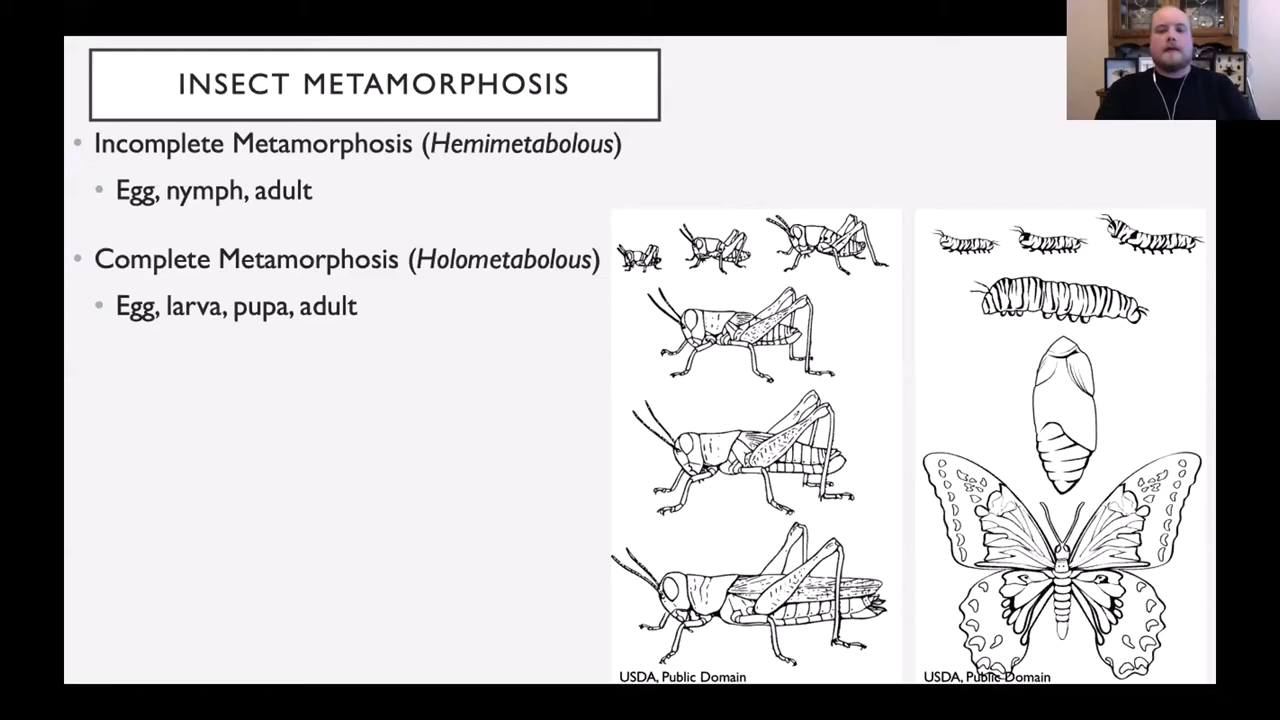 INSECT METAMORPHOSIS
• Incomplete Metamorphosis (Hemimetabolous)
• Egg, nymph, adult
• Complete Metamorphosis (Holometabolous)
• Egg, larva, pupa, adult
USDA, Public Domain
USDA, Public Domain